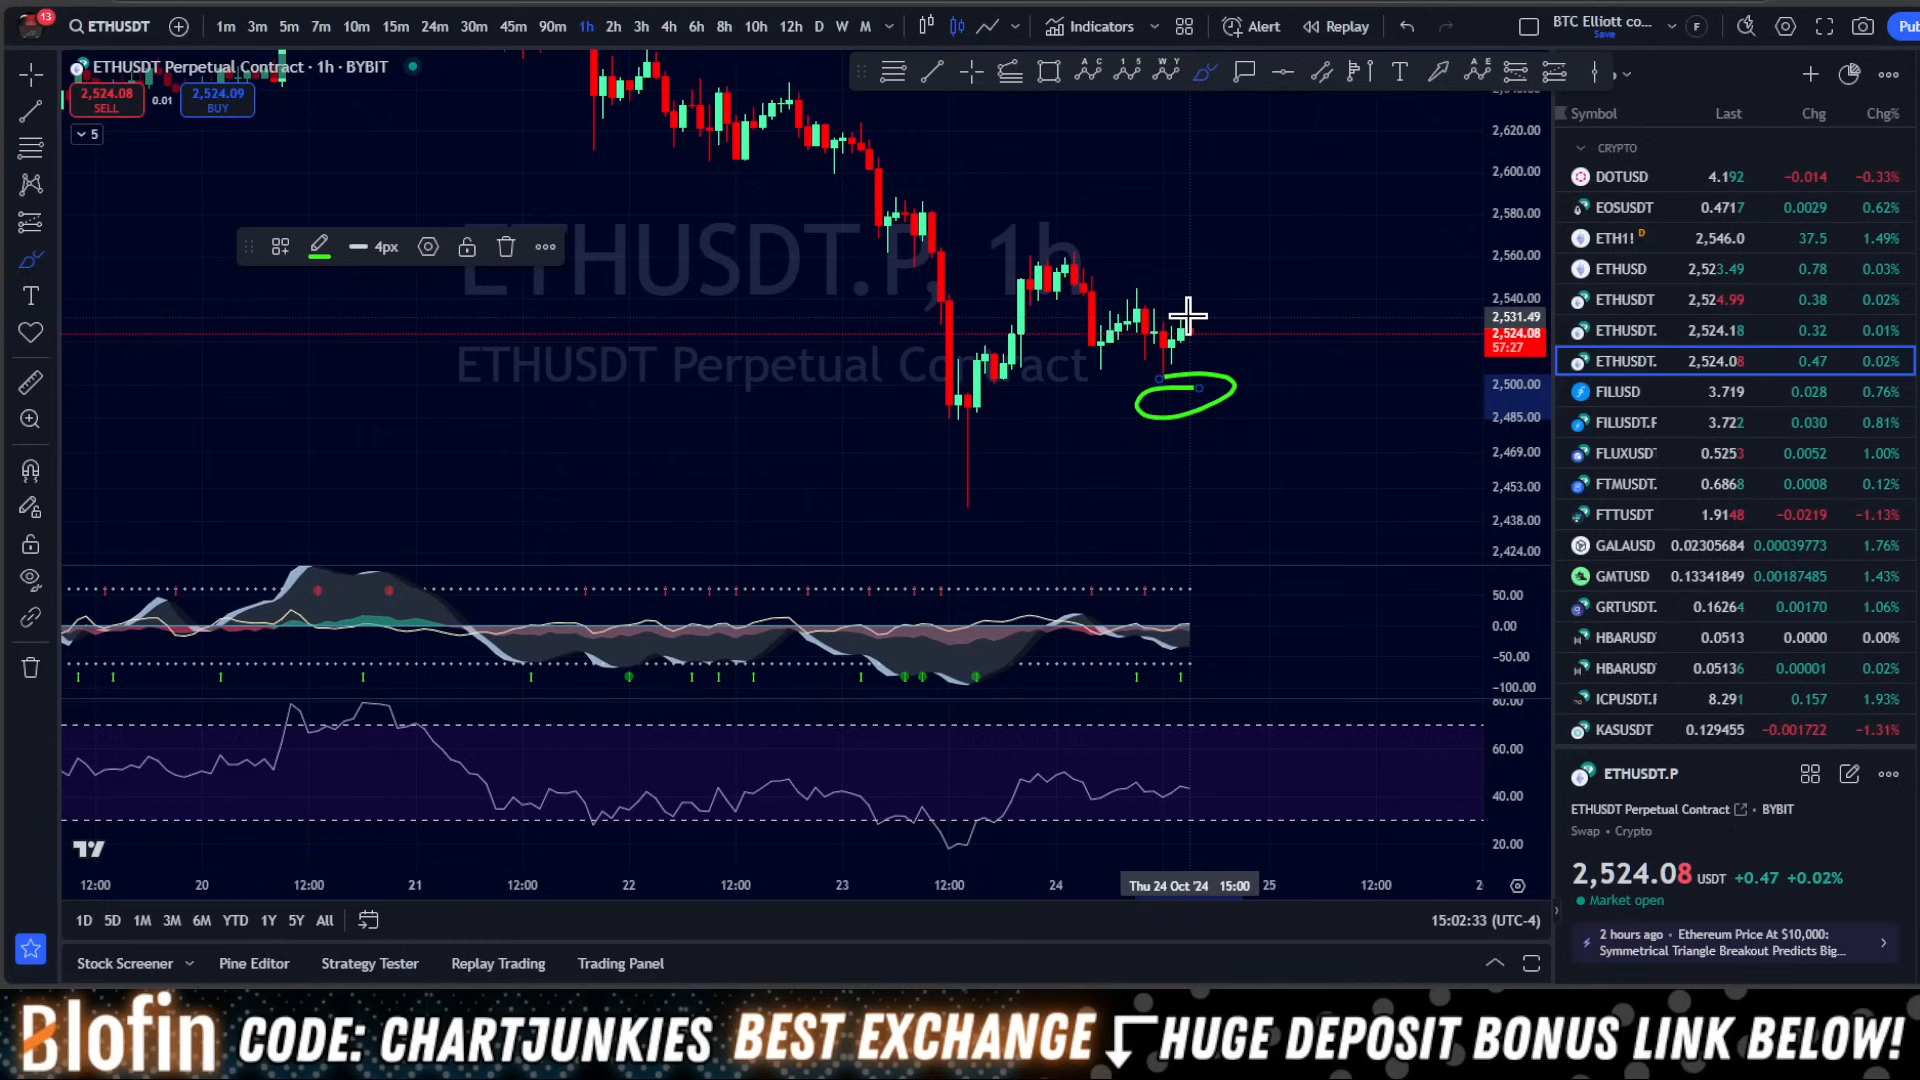 13
ETHUSDT
1m 3m 5m 7m 10m 15m 24m 30m 45m 90m 1h 2h 3h 4h 6h 8h 10h 12h D W M
Indicators
Alert
Replay
BTC Elliott co...
Save
F
ETHUSDT Perpetual Contract · 1h · BYBIT
2,524.08
SELL
0.01
2,524.09
BUY
5
4px
ETHUSDT.P, 1h
ETHUSDT Perpetual Contract
2,620.00
2,600.00
2,580.00
2,560.00
2,540.00
2,531.49
2,524.08
57:27
2,500.00
2,485.00
2,469.00
2,453.00
2,438.00
2,424.00
50.00
0.00
−50.00
−100.00
80.00
60.00
40.00
20.00
12:00 20 12:00 21 12:00 22 12:00 23 12:00 24 Thu 24 Oct '24 15:00 25 12:00 2
1D 5D 1M 3M 6M YTD 1Y 5Y All
15:02:33 (UTC-4)
Stock Screener Pine Editor Strategy Tester Replay Trading Trading Panel
Symbol Last Chg Chg%
CRYPTO
DOTUSD 4.192 −0.014 −0.33%
EOSUSDT 0.4717 0.0029 0.62%
ETH1! D 2,546.0 37.5 1.49%
ETHUSD 2,523.49 0.78 0.03%
ETHUSDT 2,524.99 0.38 0.02%
ETHUSDT. 2,524.18 0.32 0.01%
ETHUSDT. 2,524.08 0.47 0.02%
FILUSD 3.719 0.028 0.76%
FILUSDT.F 3.722 0.030 0.81%
FLUXUSD 0.5253 0.0052 1.00%
FTMUSDT. 0.6868 0.0008 0.12%
FTTUSDT 1.9148 −0.0219 −1.13%
GALAUSD 0.02305684 0.00039773 1.76%
GMTUSD 0.13341849 0.00187485 1.43%
GRTUSDT. 0.16264 0.00170 1.06%
HBARUSD 0.0513 0.0000 0.00%
HBARUSD 0.05136 0.00001 0.02%
ICPUSDT.F 8.291 0.157 1.93%
KASUSDT 0.129455 −0.001722 −1.31%
ETHUSDT.P
ETHUSDT Perpetual Contract · BYBIT
Swap · Crypto
2,524.08 USDT +0.47 +0.02%
Market open
2 hours ago · Ethereum Price At $10,000:
Symmetrical Triangle Breakout Predicts Big...
Blofin CODE: CHARTJUNKIES BEST EXCHANGE HUGE DEPOSIT BONUS LINK BELOW!